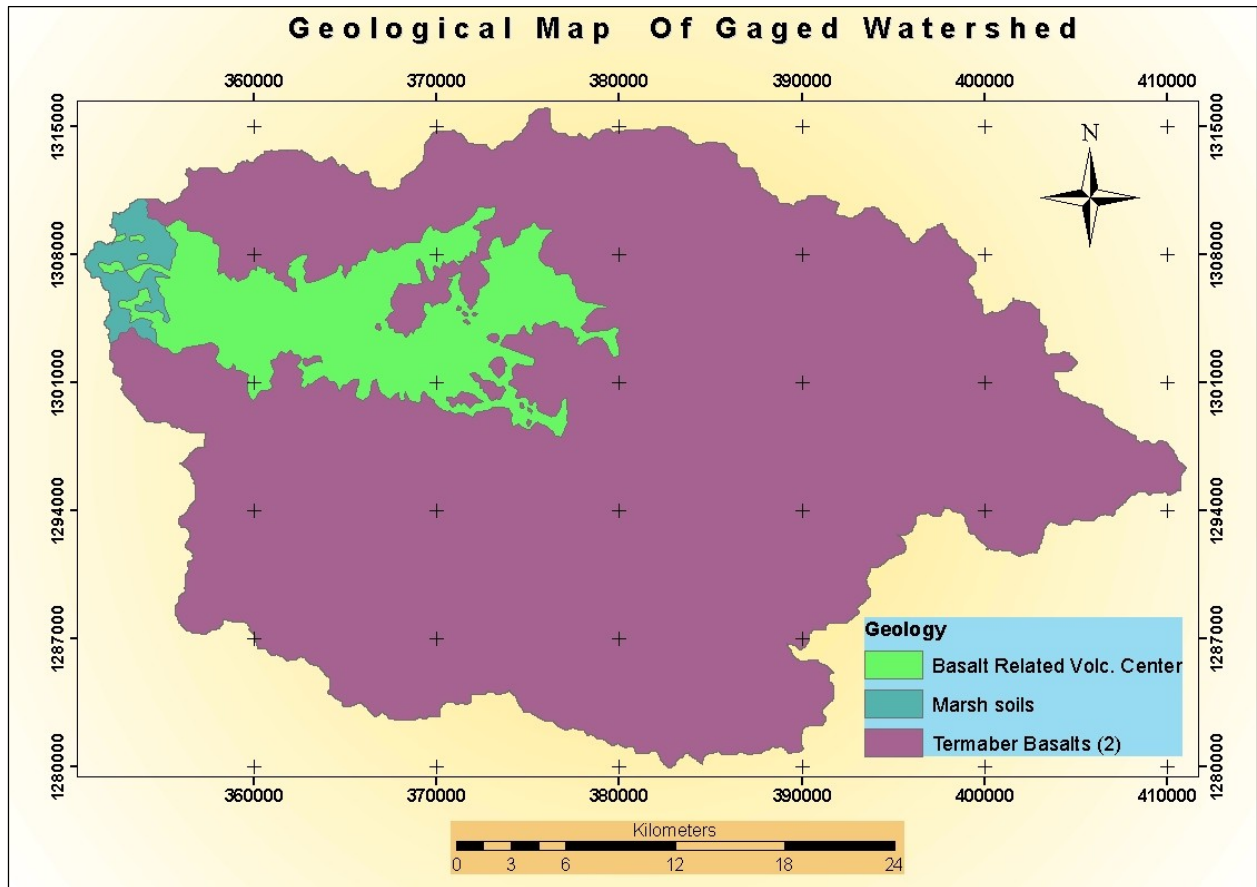 Geological Map Of Gaged Watershed
360000 370000 380000 390000 400000 410000
N
1315000 1315000
1308000 1308000
1301000 1301000
1294000 1294000
1287000 1287000
1280000 1280000
Geology
Basalt Related Volc. Center
Marsh soils
Termaber Basalts (2)
360000 370000 380000 390000 400000 410000
Kilometers
0 3 6 12 18 24